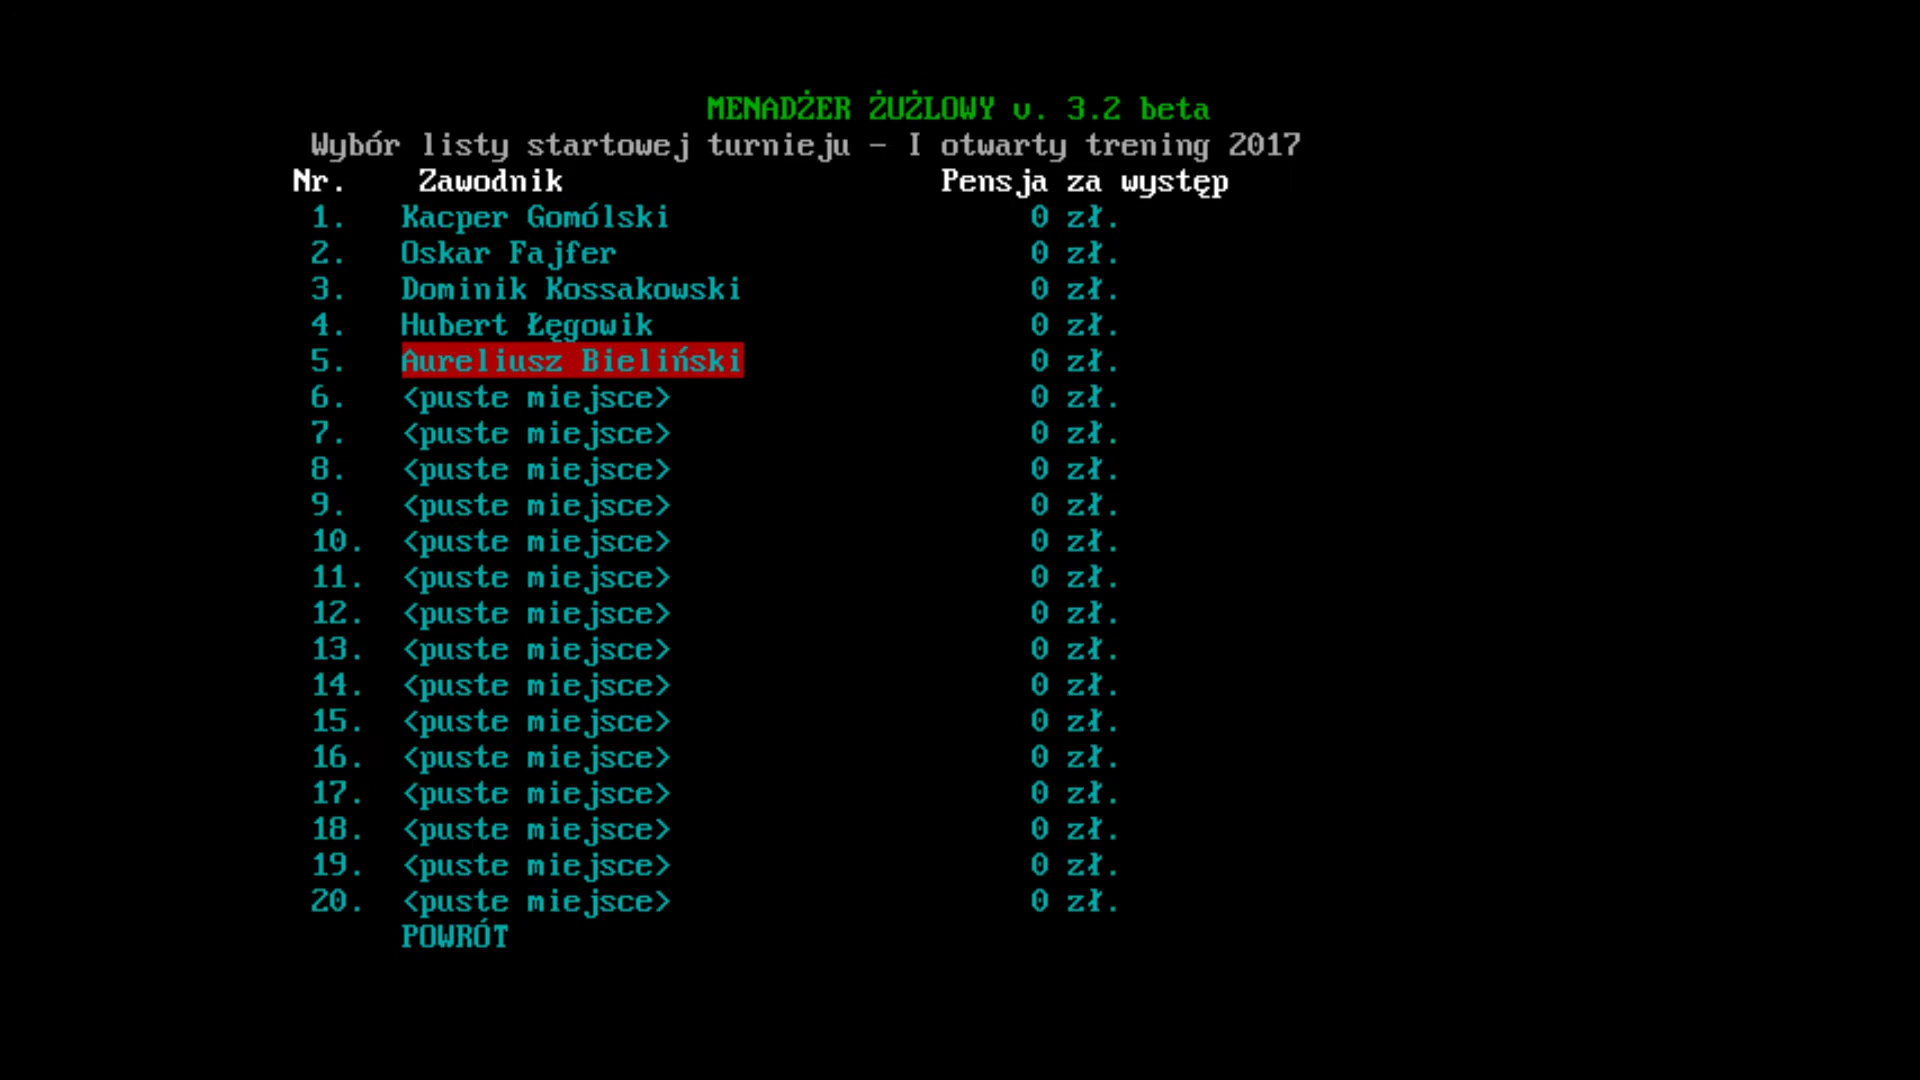 MENADŻER ŻUŻLOWY v. 3.2 beta
Wybór listy startowej turnieju - I otwarty trening 2017
Nr. Zawodnik Pensja za występ
1. Kacper Gomólski 0 zł.
2. Oskar Fajfer 0 zł.
3. Dominik Kossakowski 0 zł.
4. Hubert Łęgowik 0 zł.
5. Aureliusz Bieliński 0 zł.
6. <puste miejsce> 0 zł.
7. <puste miejsce> 0 zł.
8. <puste miejsce> 0 zł.
9. <puste miejsce> 0 zł.
10. <puste miejsce> 0 zł.
11. <puste miejsce> 0 zł.
12. <puste miejsce> 0 zł.
13. <puste miejsce> 0 zł.
14. <puste miejsce> 0 zł.
15. <puste miejsce> 0 zł.
16. <puste miejsce> 0 zł.
17. <puste miejsce> 0 zł.
18. <puste miejsce> 0 zł.
19. <puste miejsce> 0 zł.
20. <puste miejsce> 0 zł.
POWRÓT